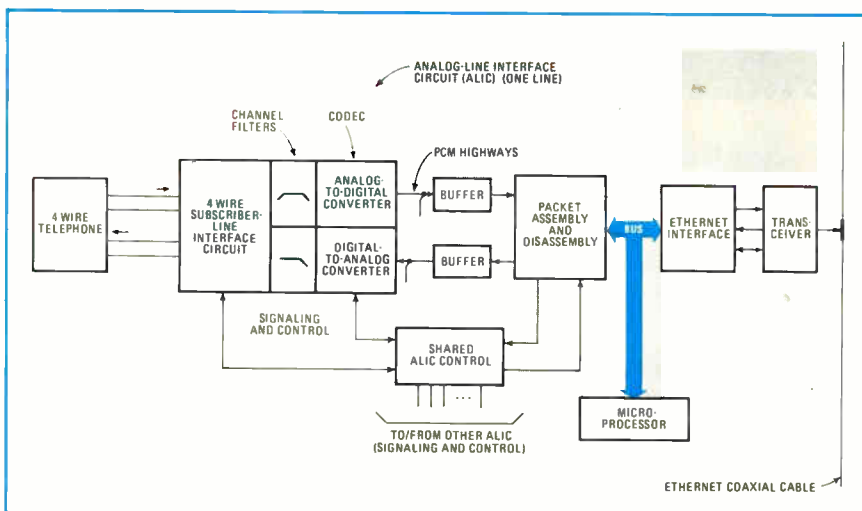 ANALOG-LINE INTERFACE
CIRCUIT (ALIC) (ONE LINE)
CHANNEL
FILTERS
CODEC
PCM HIGHWAYS
4 WIRE
TELEPHONE
4 WIRE
SUBSCRIBER-
LINE
INTERFACE
CIRCUIT
ANALOG-
TO-DIGITAL
CONVERTER
DIGITAL-
TO-ANALOG
CONVERTER
BUFFER
BUFFER
PACKET
ASSEMBLY
AND
DISASSEMBLY
BUS
ETHERNET
INTERFACE
TRANS-
CEIVER
SIGNALING
AND CONTROL
SHARED
ALIC CONTROL
...
TO/FROM OTHER ALIC
(SIGNALING AND CONTROL)
MICRO-
PROCESSOR
ETHERNET COAXIAL CABLE